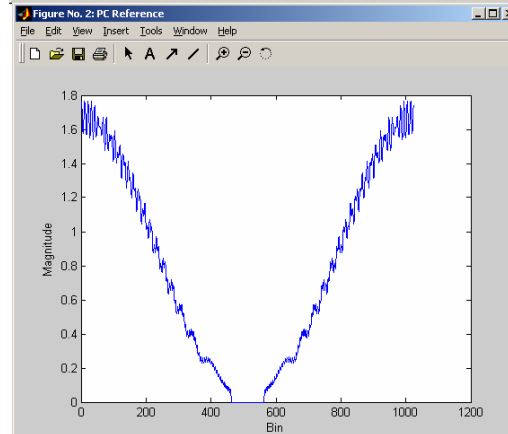 Figure No. 2: PC Reference
File Edit View Insert Tools Window Help
A
1.8
1.6
1.4
1.2
1
0.8
0.6
0.4
0.2
0
Magnitude
0 200 400 600 800 1000 1200
Bin